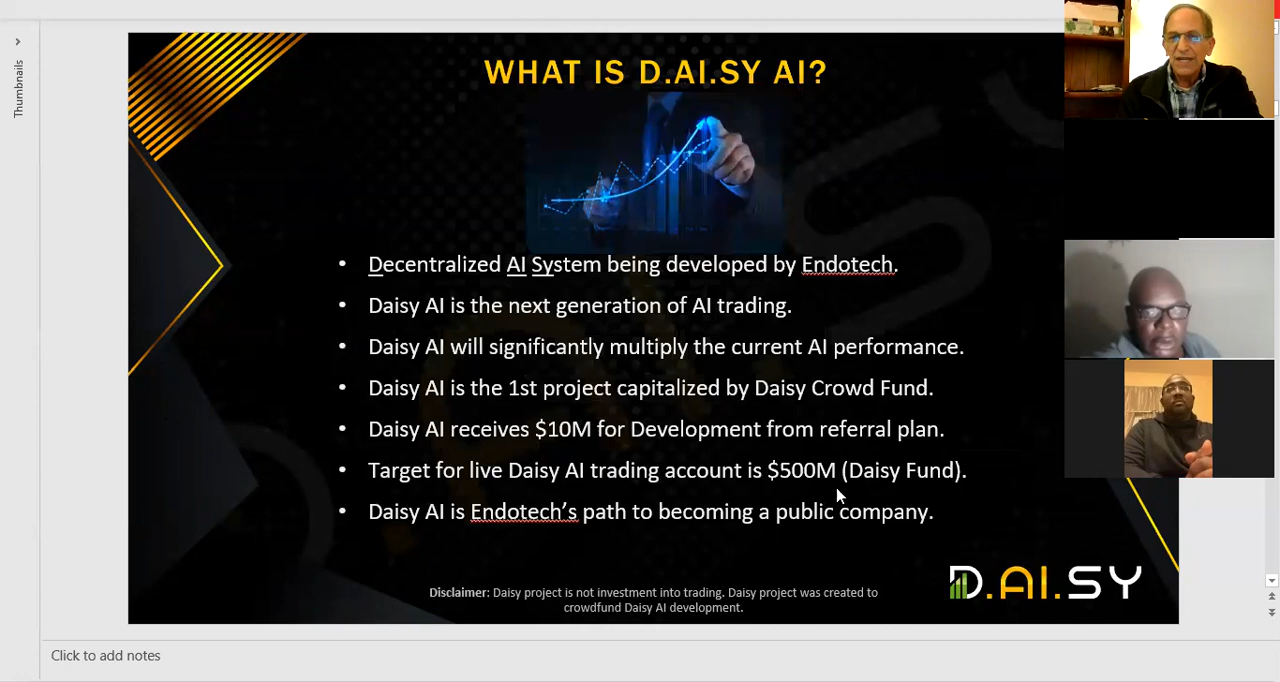 Thumbnails
WHAT IS D.AI.SY AI?
• Decentralized AI System being developed by Endotech.
• Daisy AI is the next generation of AI trading.
• Daisy AI will significantly multiply the current AI performance.
• Daisy AI is the 1st project capitalized by Daisy Crowd Fund.
• Daisy AI receives $10M for Development from referral plan.
• Target for live Daisy AI trading account is $500M (Daisy Fund).
• Daisy AI is Endotech’s path to becoming a public company.
Disclaimer: Daisy project is not investment into trading. Daisy project was created to
crowdfund Daisy AI development.
D.AI.SY
Click to add notes